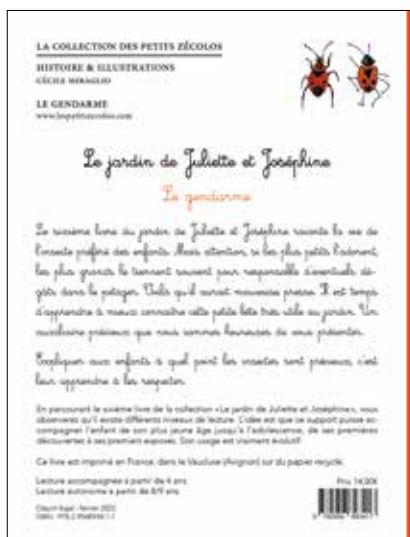 LA COLLECTION DES PETITS ZÉCOLOS
HISTOIRE & ILLUSTRATIONS
CÉCILE MIRAGLIO
LE GENDARME
www.lespetitszecolos.com
Le jardin de Juliette et Joséphine
Le gendarme
Le sixième livre du jardin de Juliette et Joséphine raconte la vie de
l'insecte préféré des enfants. Mais attention, si les plus petits l'adorent,
les plus grands le tiennent souvent pour responsable d'éventuels dé-
gâts dans le potager. Voilà qu'il aurait mauvaise presse. Il est temps
d'apprendre à mieux connaître cette petite bête très utile au jardin. Un
auxiliaire précieux que nous sommes heureuses de vous présenter.
Expliquer aux enfants à quel point les insectes sont précieux, c'est
leur apprendre à les respecter.
En parcourant le sixième livre de la collection «Le jardin de Juliette et Joséphine», vous
observerez qu'il existe différents niveaux de lecture. L'idée est que ce support puisse ac-
compagner l'enfant de son plus jeune âge jusqu'à l'adolescence, de ses premières
découvertes à ses premiers exposés. Son usage est vraiment évolutif.
Ce livre est imprimé en France, dans le Vaucluse (Avignon) sur du papier recyclé.
Lecture accompagnée à partir de 4 ans.
Lecture autonome à partir de 8/9 ans.
Prix 14,00€
Dépôt légal : février 2022
ISBN :